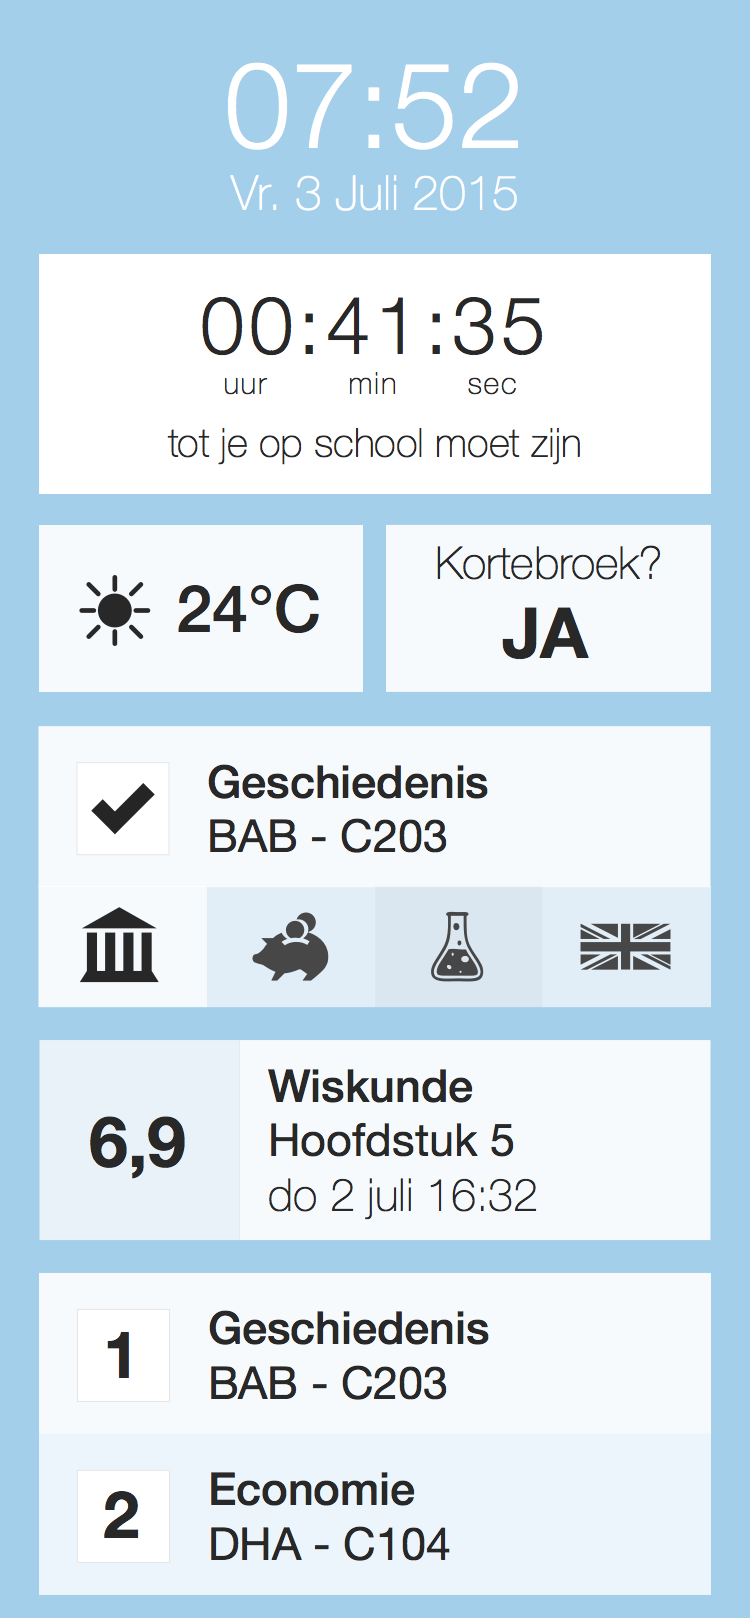 07:52
Vr. 3 Juli 2015
00:41:35
uur min sec
tot je op school moet zijn
24°C
Kortebroek?
JA
Geschiedenis
BAB - C203
6,9
Wiskunde
Hoofdstuk 5
do 2 juli 16:32
1
Geschiedenis
BAB - C203
2
Economie
DHA - C104